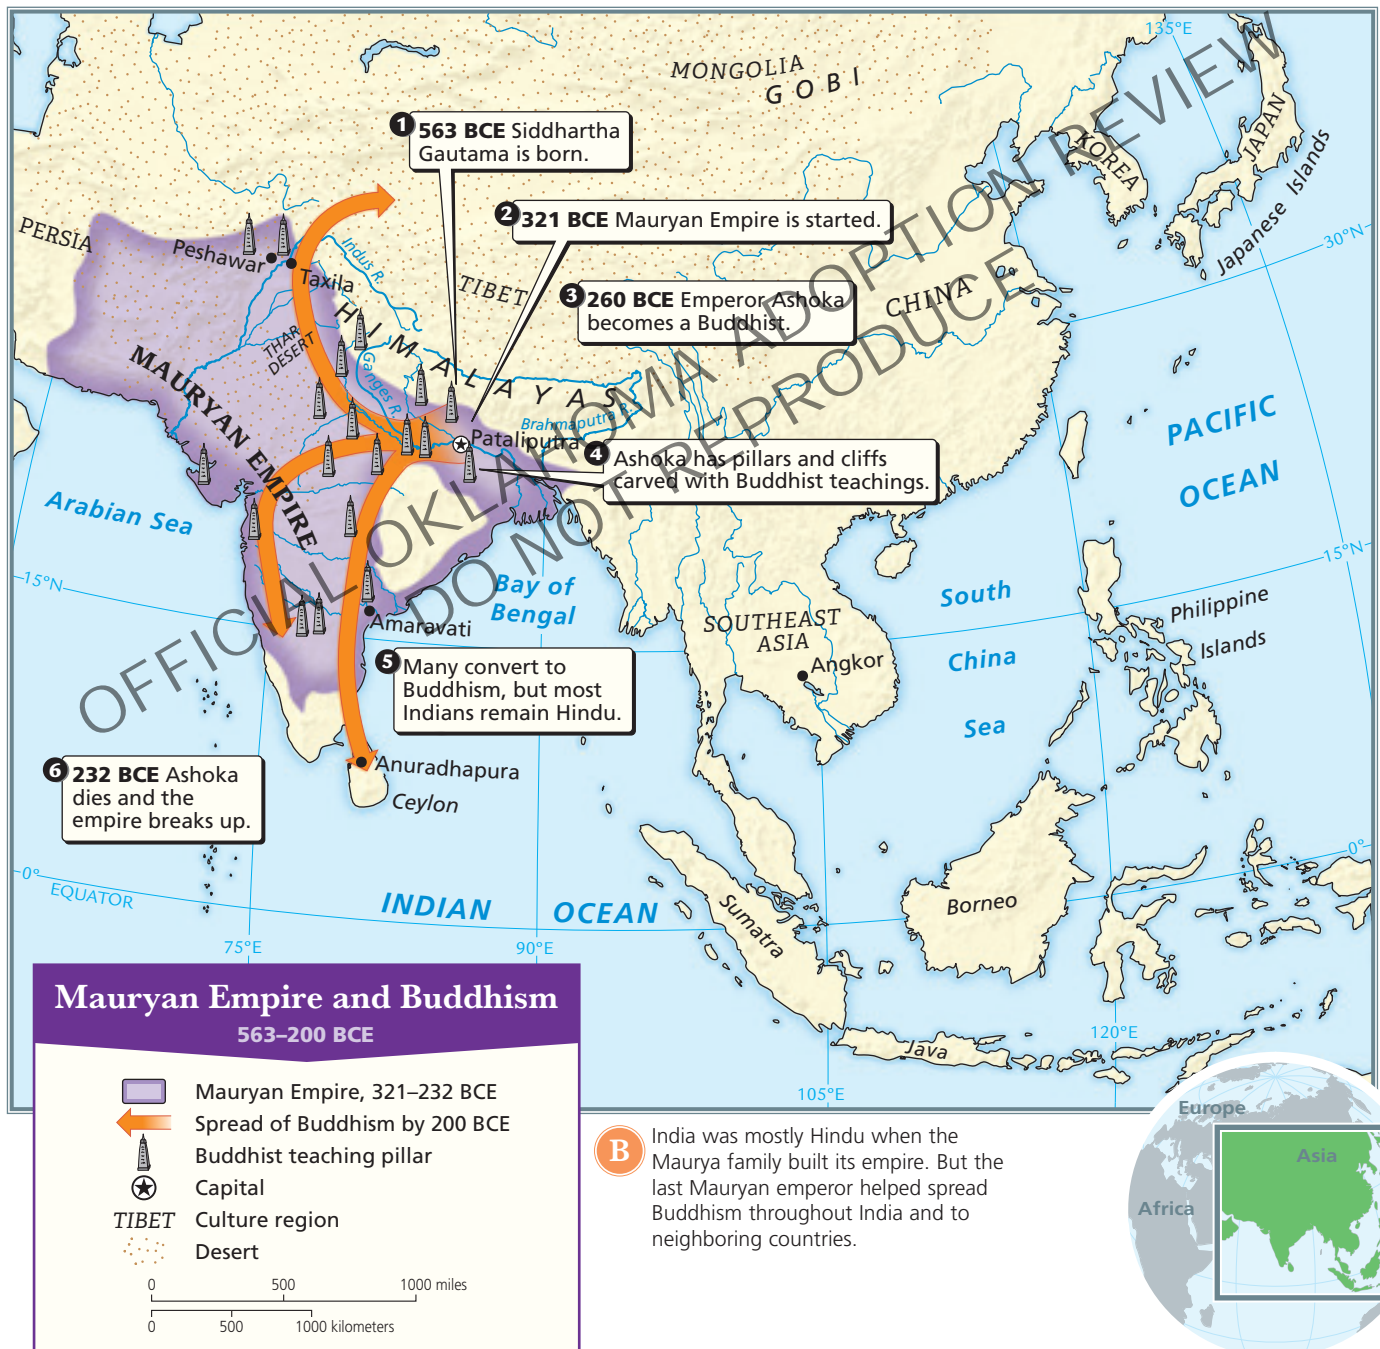 135°E
MONGOLIA
GOBI
1 563 BCE Siddhartha
Gautama is born.
KOREA
JAPAN
Japanese Islands
2 321 BCE Mauryan Empire is started.
PERSIA
Peshawar
Taxila
Indus R.
TIBET
30°N
3 260 BCE Emperor Ashoka
becomes a Buddhist.
CHINA
THAR
DESERT
HIMALAYAS
Ganges R.
Brahmaputra R.
MAURYAN EMPIRE
Pataliputra
4 Ashoka has pillars and cliffs
carved with Buddhist teachings.
PACIFIC
OCEAN
Arabian Sea
15°N
15°N
Bay of
Bengal
South
China
Sea
Philippine
Islands
SOUTHEAST
ASIA
Angkor
Amaravati
5 Many convert to
Buddhism, but most
Indians remain Hindu.
6 232 BCE Ashoka
dies and the
empire breaks up.
Anuradhapura
Ceylon
0°
EQUATOR
0°
INDIAN OCEAN
Sumatra
Borneo
Java
75°E
90°E
105°E
120°E
OFFICIAL OKLAHOMA ADOPTION REVIEW
DO NOT REPRODUCE
Mauryan Empire and Buddhism
563–200 BCE
Mauryan Empire, 321–232 BCE
Spread of Buddhism by 200 BCE
Buddhist teaching pillar
Capital
TIBET Culture region
Desert
0 500 1000 miles
0 500 1000 kilometers
B
India was mostly Hindu when the
Maurya family built its empire. But the
last Mauryan emperor helped spread
Buddhism throughout India and to
neighboring countries.
Europe
Asia
Africa